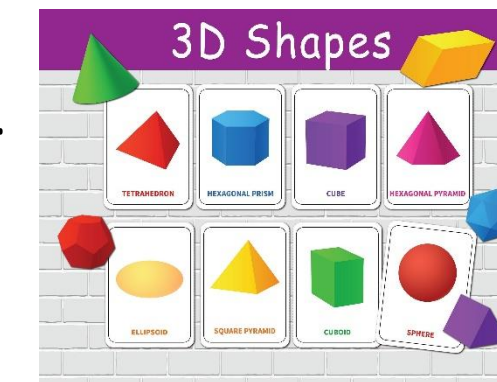 3D Shapes
TETRAHEDRON
HEXAGONAL PRISM
CUBE
HEXAGONAL PYRAMID
ELLIPSOID
SQUARE PYRAMID
CUBOID
SPHERE